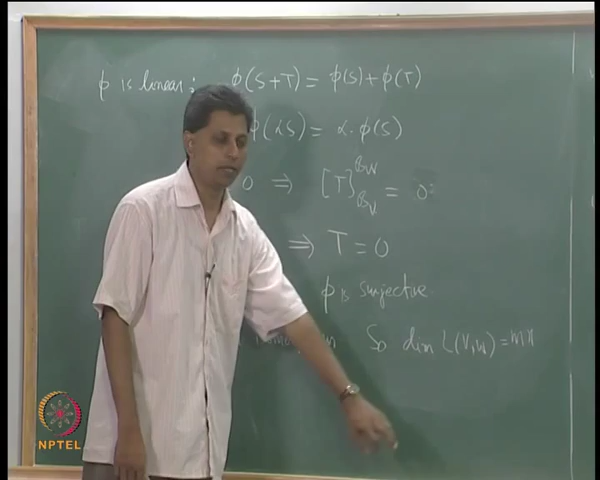 φ is linear: φ(S+T) = φ(S)+φ(T)
φ(αS) = α·φ(S)
0 ⇒ [T]_{𝓑_V}^{𝓑_W} = 0
⇒ T = 0
φ is surjective.
So dim L(V,W) = mn
NPTEL